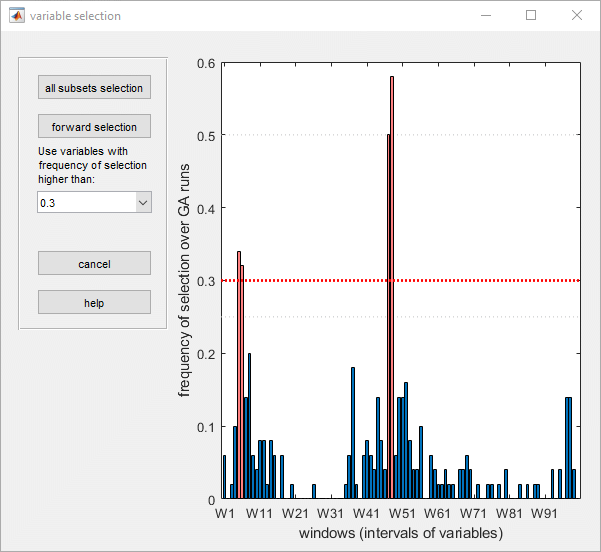 variable selection
all subsets selection
forward selection
Use variables with
frequency of selection
higher than:
0.3
cancel
help
frequency of selection over GA runs
0.6
0.5
0.4
0.3
0.2
0.1
0
W1 W11 W21 W31 W41 W51 W61 W71 W81 W91
windows (intervals of variables)